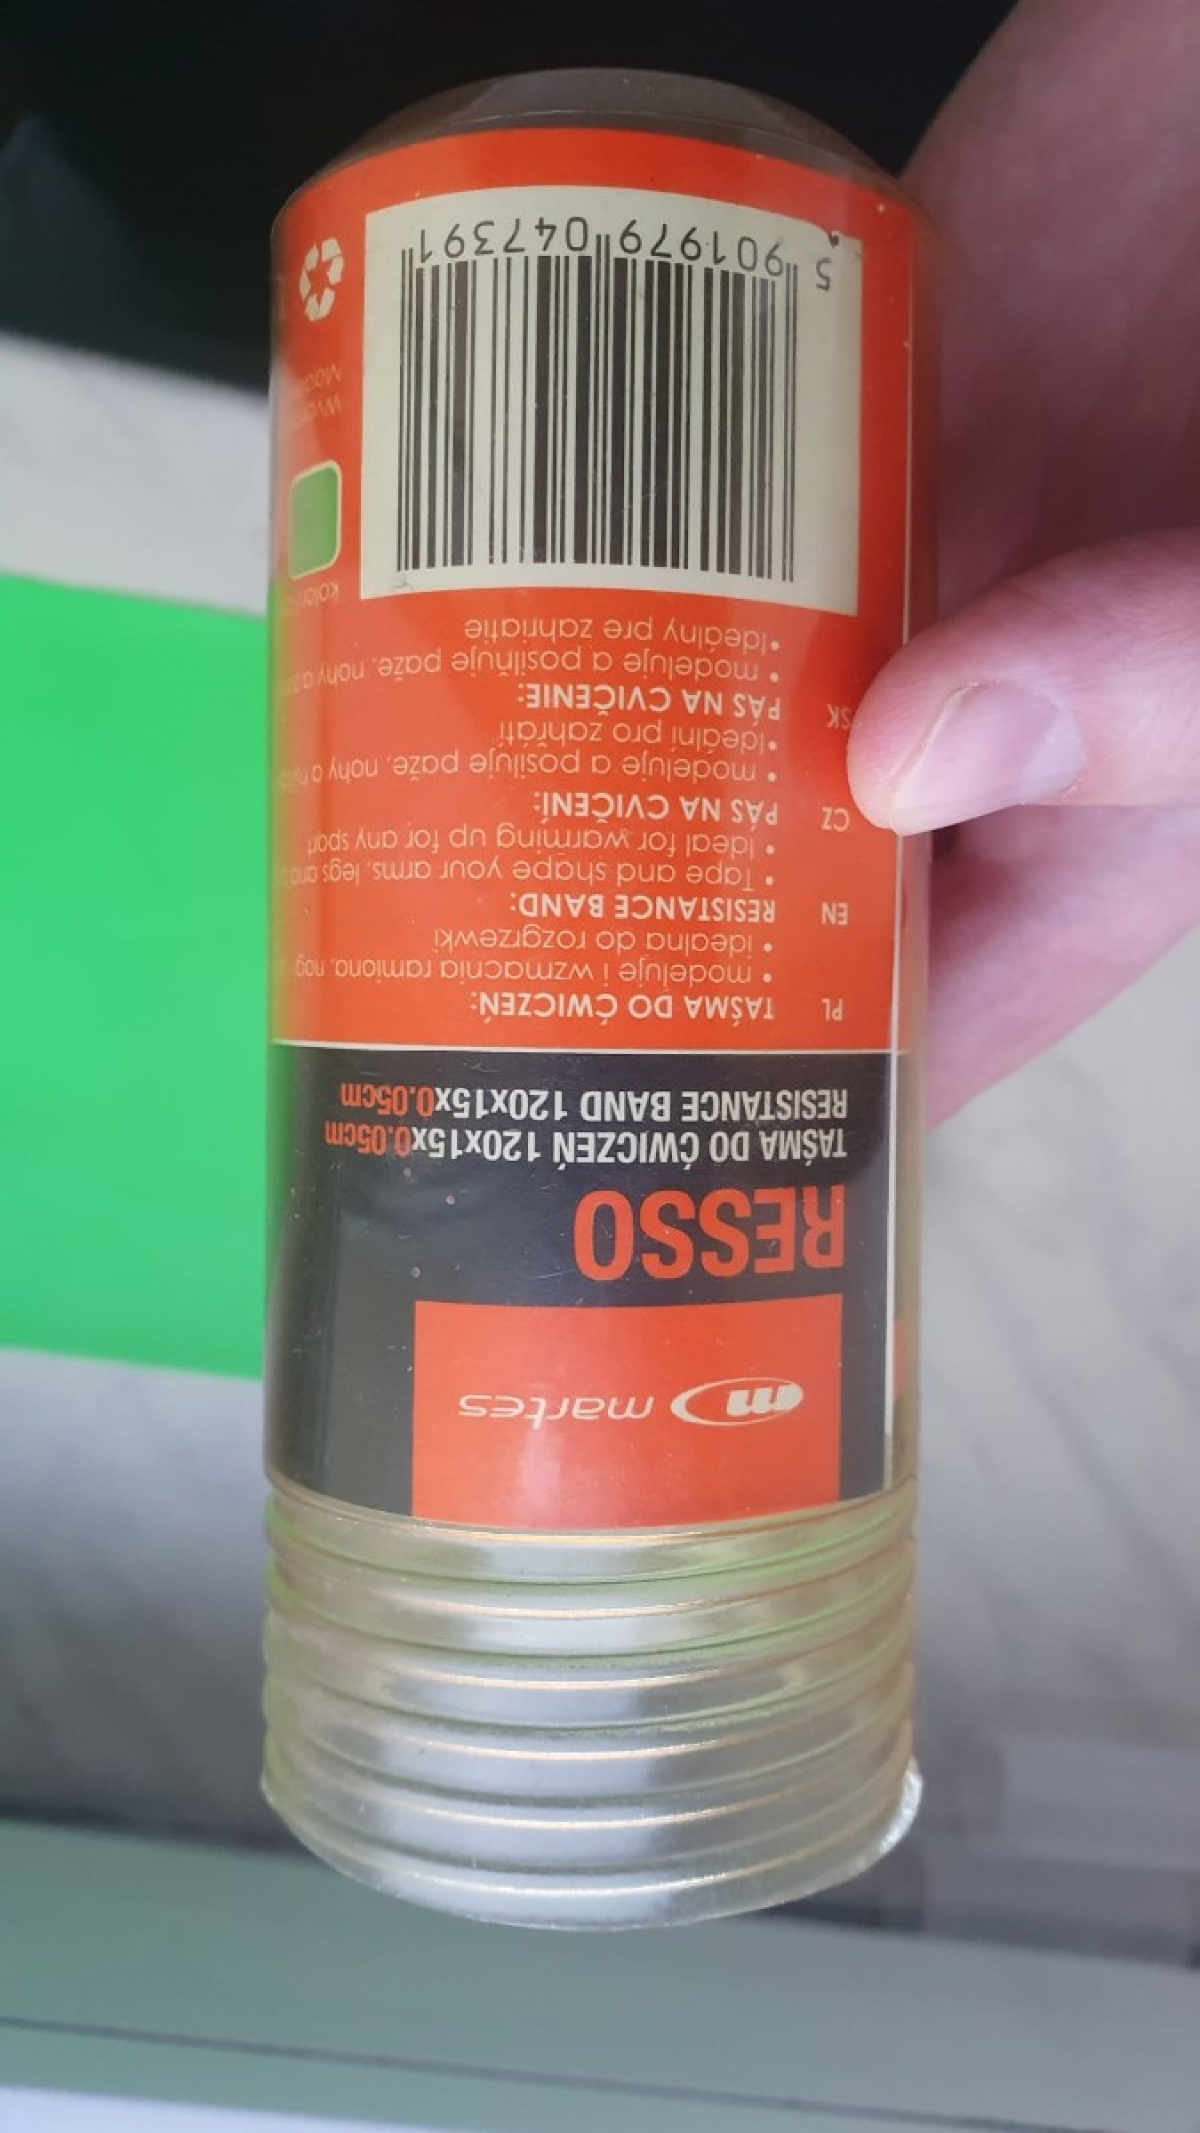 martes
RESSO
TAŚMA DO ĆWICZEŃ 120x15x0.05cm
RESISTANCE BAND 120x15x0.05cm
PL TAŚMA DO ĆWICZEŃ:
• modeluje i wzmacnia ramiona, nogi
• idealna do rozgrzewki
EN RESISTANCE BAND:
• Tape and shape your arms, legs and
• Ideal for warming up for any sport
CZ PÁS NA CVIČENÍ:
• modeluje a posiluje paže, nohy a
• ideální pro zahřátí
SK PÁS NA CVIČENIE:
• modeluje a posilňuje paže, nohy a
• Ideálny pre zahriatie
kolor
5 901979 047391